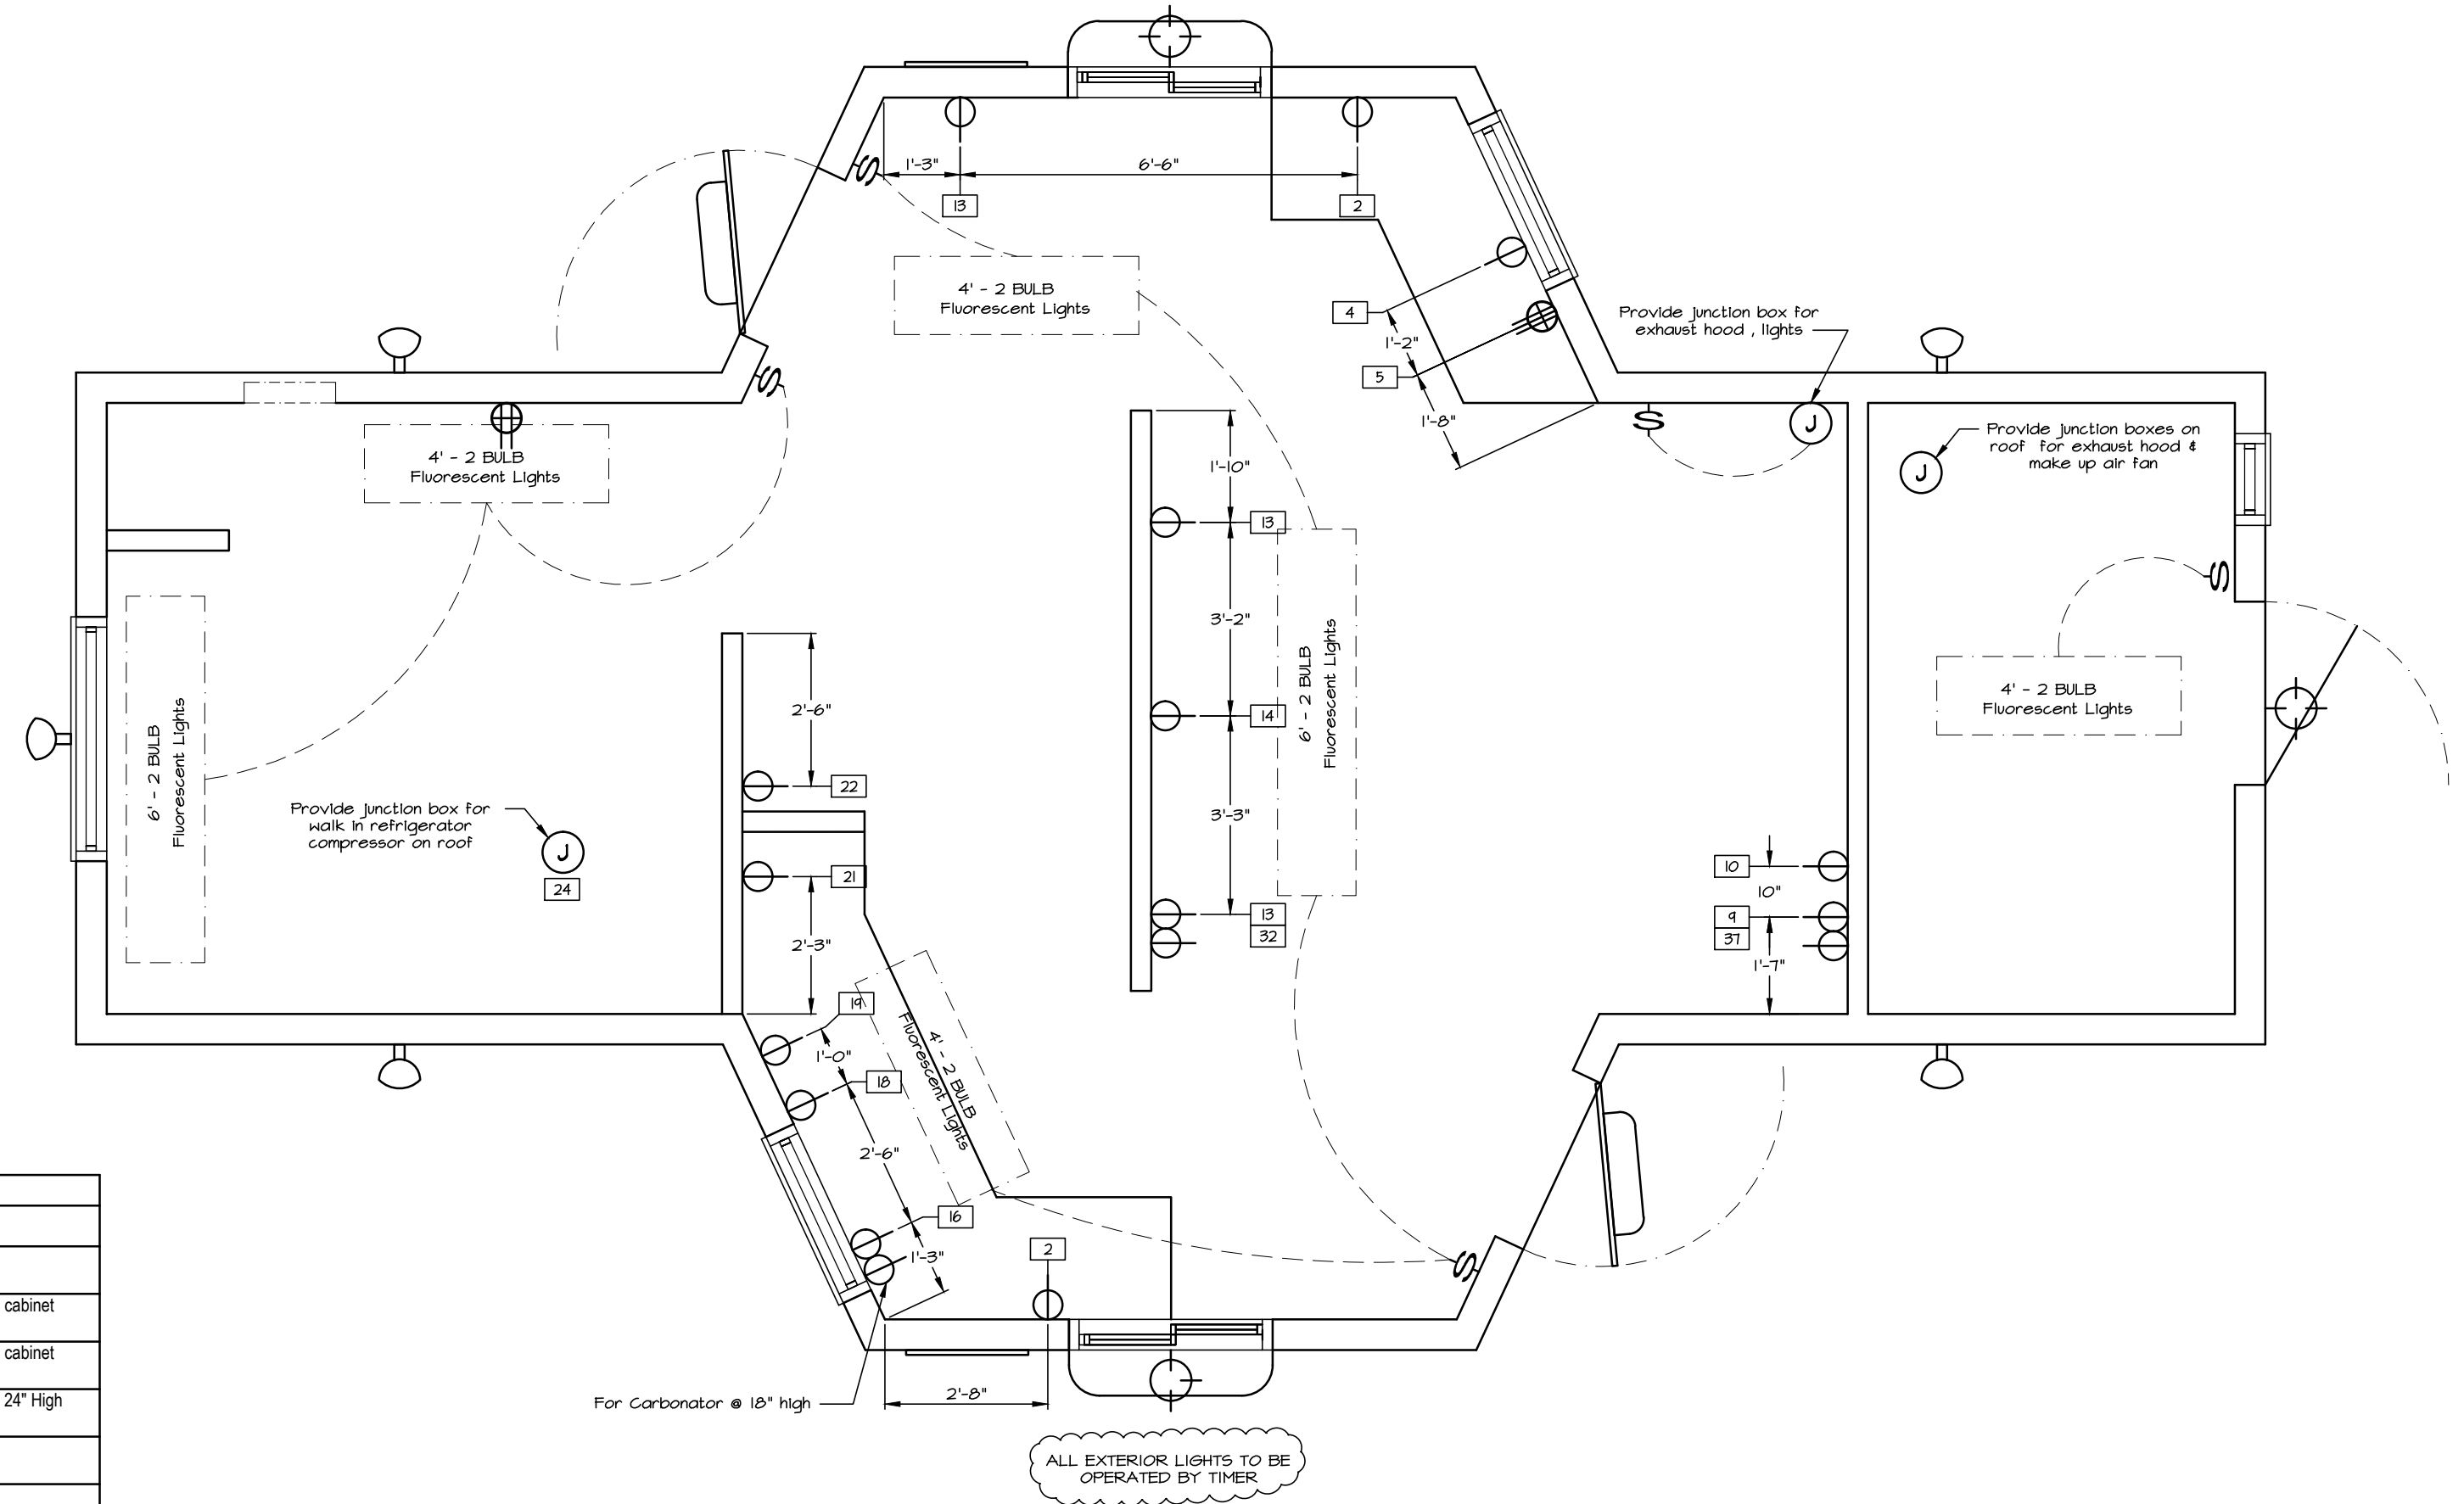 1'-3"
6'-6"
13
2
S
4' - 2 BULB
Fluorescent Lights
4
1'-2"
5
1'-8"
Provide junction box for
exhaust hood , lights
S
S
J
J
Provide junction boxes on
roof for exhaust hood &
make up air fan
4' - 2 BULB
Fluorescent Lights
1'-10"
13
3'-2"
14
3'-3"
13
32
6' - 2 BULB
Fluorescent Lights
S
4' - 2 BULB
Fluorescent Lights
6' - 2 BULB
Fluorescent Lights
2'-6"
22
21
2'-3"
Provide junction box for
walk in refrigerator
compressor on roof
J
24
10
10"
9
37
1'-7"
19
1'-0"
18
2'-6"
16
1'-3"
4' - 2 BULB
Fluorescent Lights
2
S
For Carbonator @ 18" high
2'-8"
cabinet
cabinet
24" High
ALL EXTERIOR LIGHTS TO BE
OPERATED BY TIMER